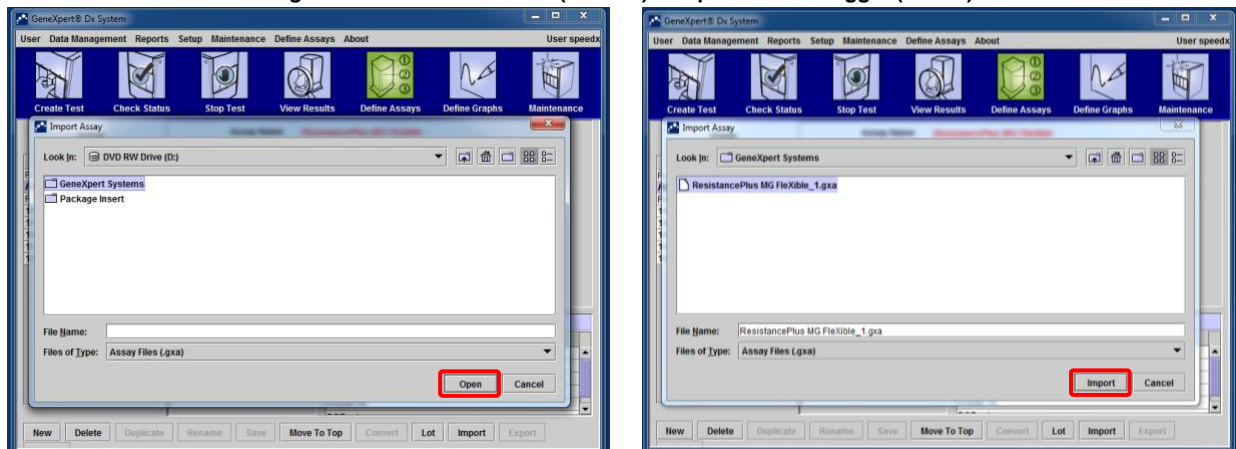 GeneXpert® Dx System
User Data Management Reports Setup Maintenance Define Assays About User speedx
Create Test Check Status Stop Test View Results Define Assays Define Graphs Maintenance
Import Assay
Look In: DVD RW Drive (D:)
GeneXpert Systems
Package Insert
File Name:
Files of Type: Assay Files (.gxa)
Open Cancel
New Delete Duplicate Rename Save Move To Top Convert Lot Import Export
GeneXpert® Dx System
User Data Management Reports Setup Maintenance Define Assays About User speedx
Create Test Check Status Stop Test View Results Define Assays Define Graphs Maintenance
Import Assay
Look In: GeneXpert Systems
ResistancePlus MG FleXible_1.gxa
File Name: ResistancePlus MG FleXible_1.gxa
Files of Type: Assay Files (.gxa)
Import Cancel
New Delete Duplicate Rename Save Move To Top Convert Lot Import Export